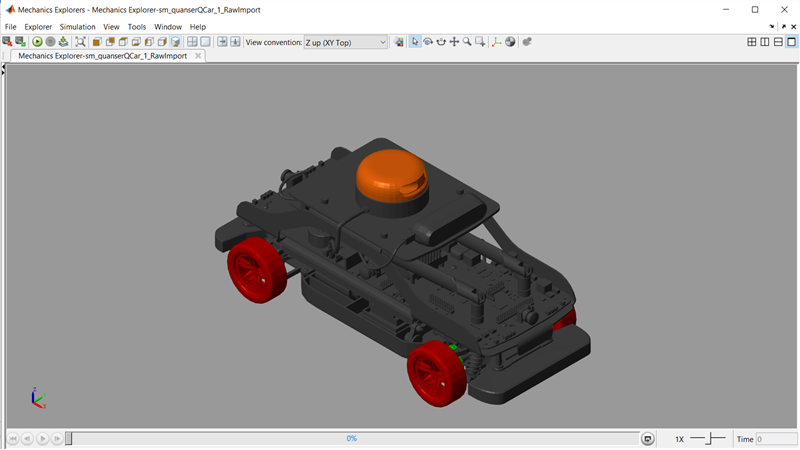 Mechanics Explorers - Mechanics Explorer-sm_quanserQCar_1_RawImport
File Explorer Simulation View Tools Window Help
View convention: Z up (XY Top)
Mechanics Explorer-sm_quanserQCar_1_RawImport
Z
Y
X
0%
1X
Time 0